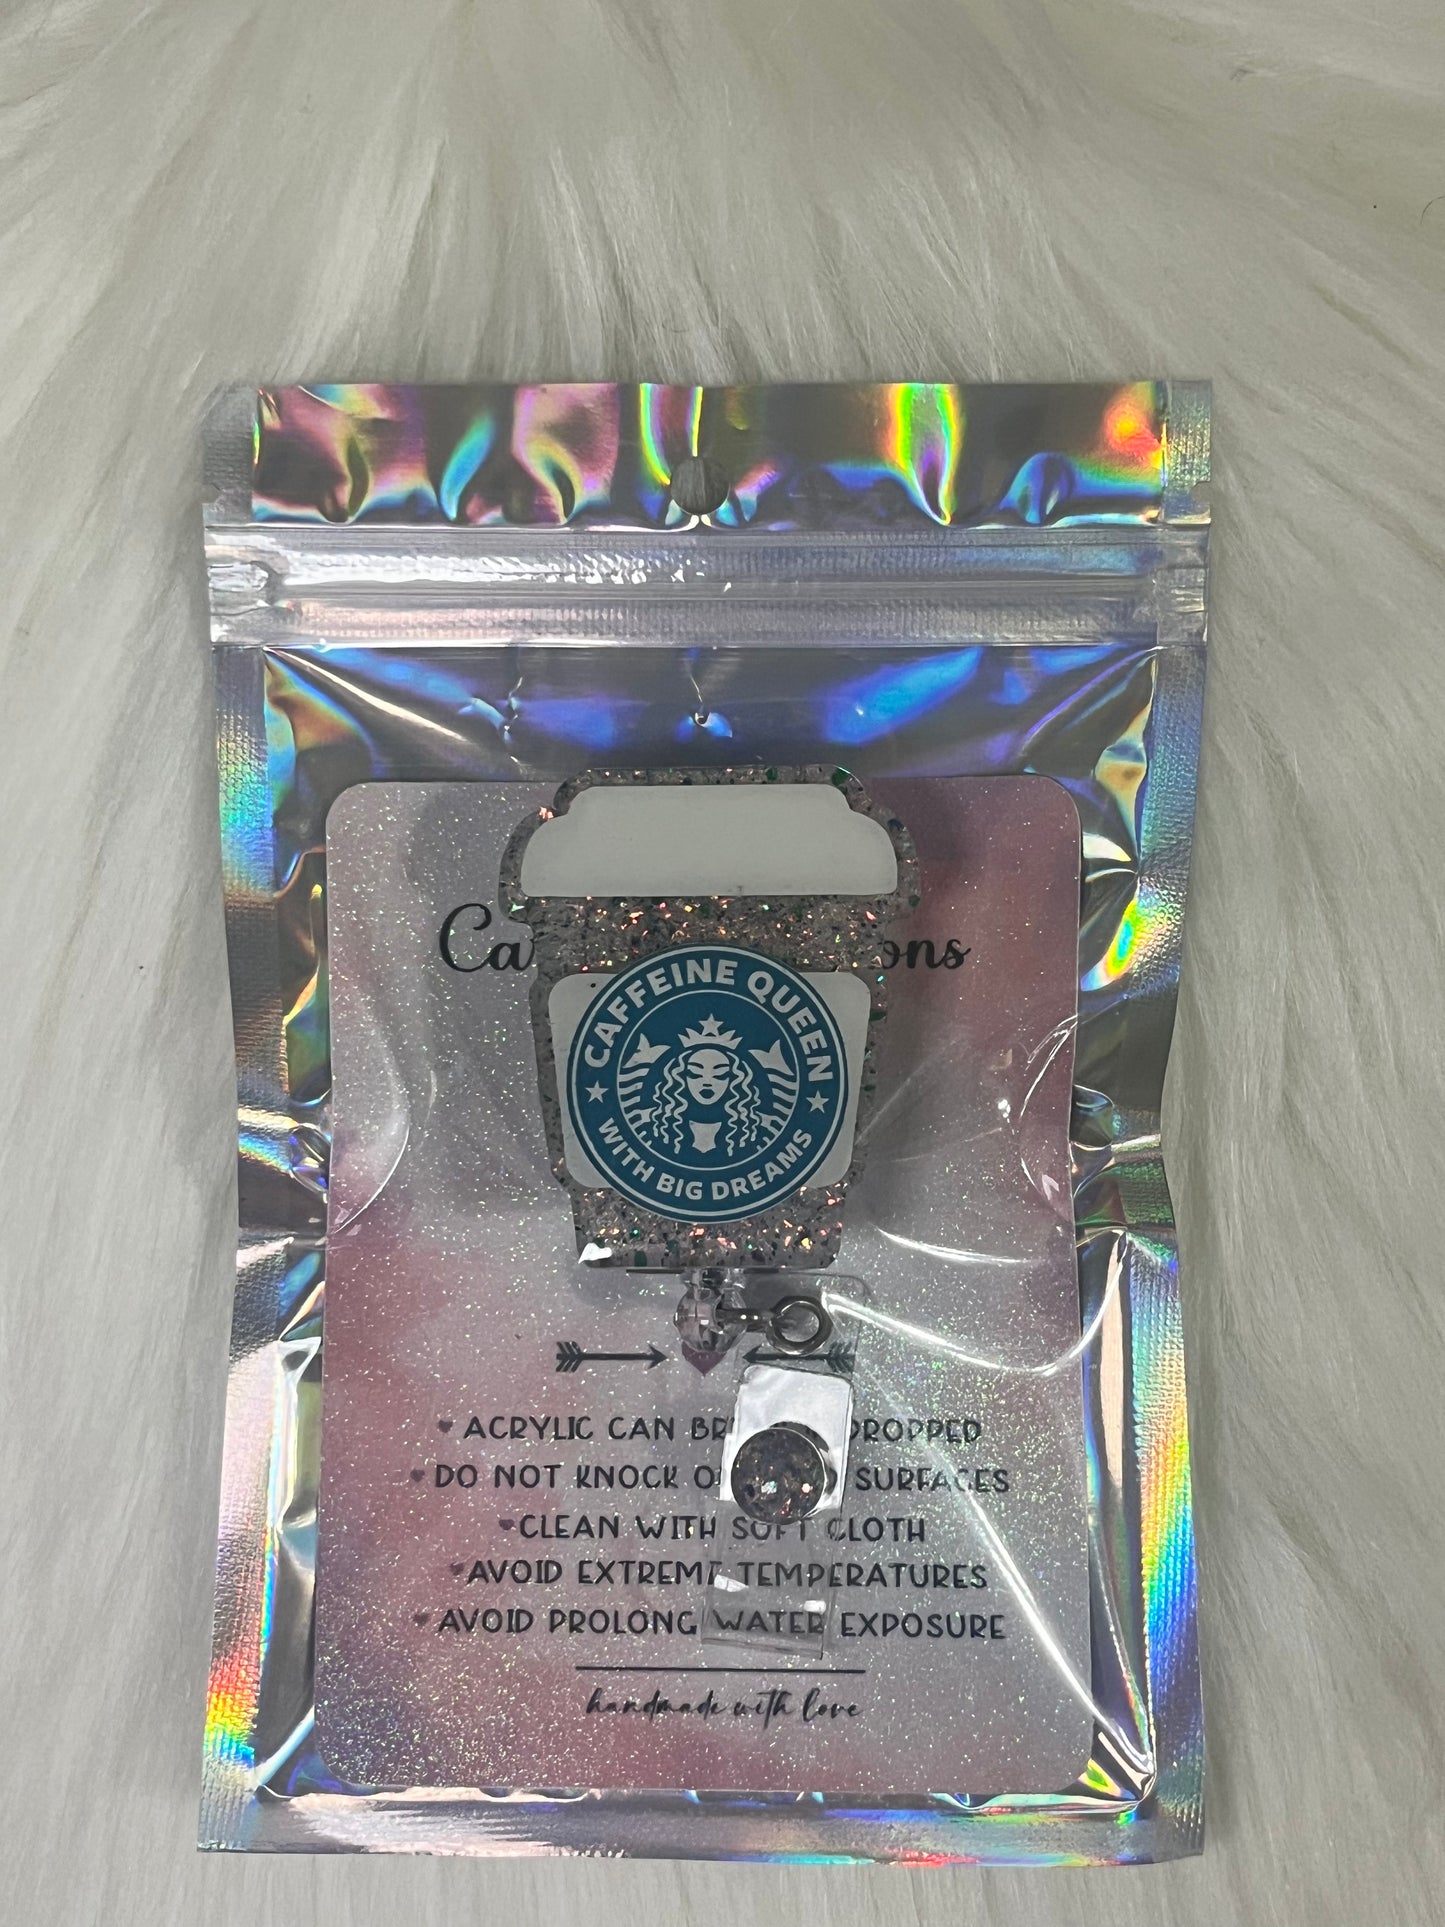 CAFFEINE QUEEN
WITH BIG DREAMS
ACRYLIC CAN DROPPED
DO NOT KNOCK SURFACES
CLEAN WITH SOFT CLOTH
AVOID EXTREME TEMPERATURES
AVOID PROLONG WATER EXPOSURE
handmade with love